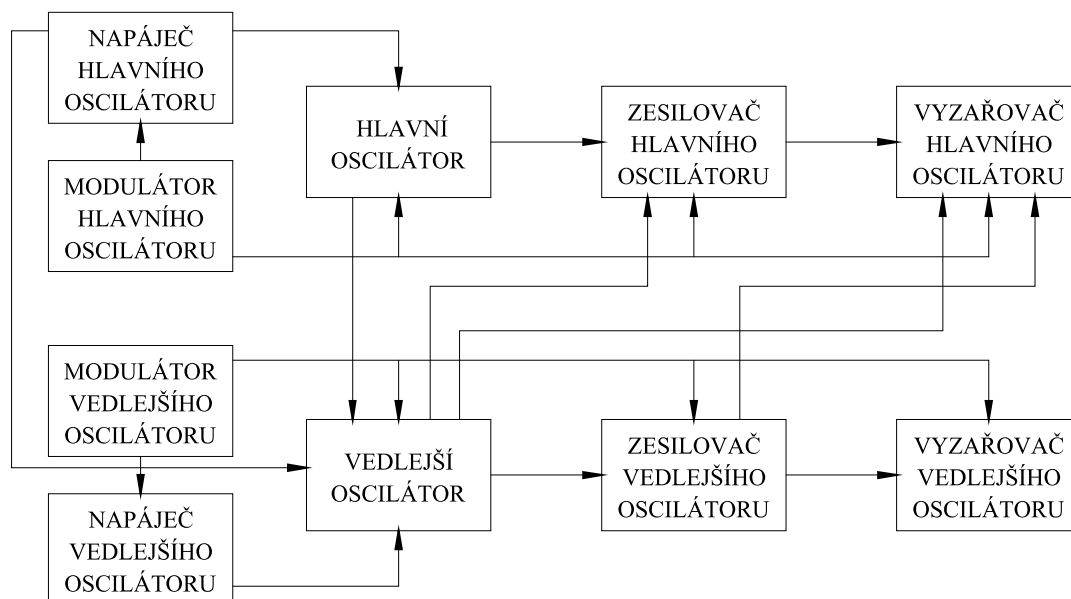 NAPÁJEČ
HLAVNÍHO
OSCILÁTORU
HLAVNÍ
OSCILÁTOR
ZESILOVAČ
HLAVNÍHO
OSCILÁTORU
VYZAŘOVAČ
HLAVNÍHO
OSCILÁTORU
MODULÁTOR
HLAVNÍHO
OSCILÁTORU
MODULÁTOR
VEDLEJŠÍHO
OSCILÁTORU
VEDLEJŠÍ
OSCILÁTOR
ZESILOVAČ
VEDLEJŠÍHO
OSCILÁTORU
VYZAŘOVAČ
VEDLEJŠÍHO
OSCILÁTORU
NAPÁJEČ
VEDLEJŠÍHO
OSCILÁTORU